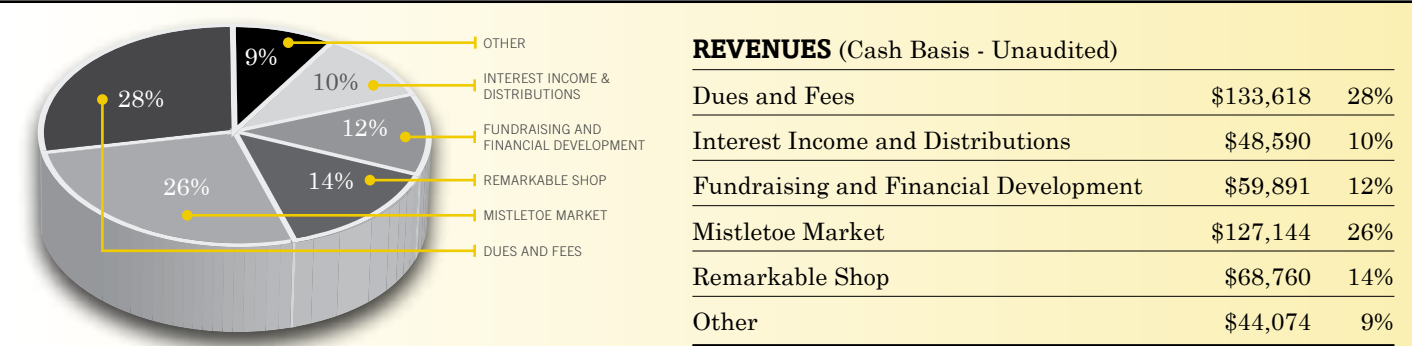 9%
10%
12%
14%
26%
28%
OTHER
INTEREST INCOME &
DISTRIBUTIONS
FUNDRAISING AND
FINANCIAL DEVELOPMENT
REMARKABLE SHOP
MISTLETOE MARKET
DUES AND FEES
REVENUES (Cash Basis - Unaudited)
Dues and Fees $133,618 28%
Interest Income and Distributions $48,590 10%
Fundraising and Financial Development $59,891 12%
Mistletoe Market $127,144 26%
Remarkable Shop $68,760 14%
Other $44,074 9%